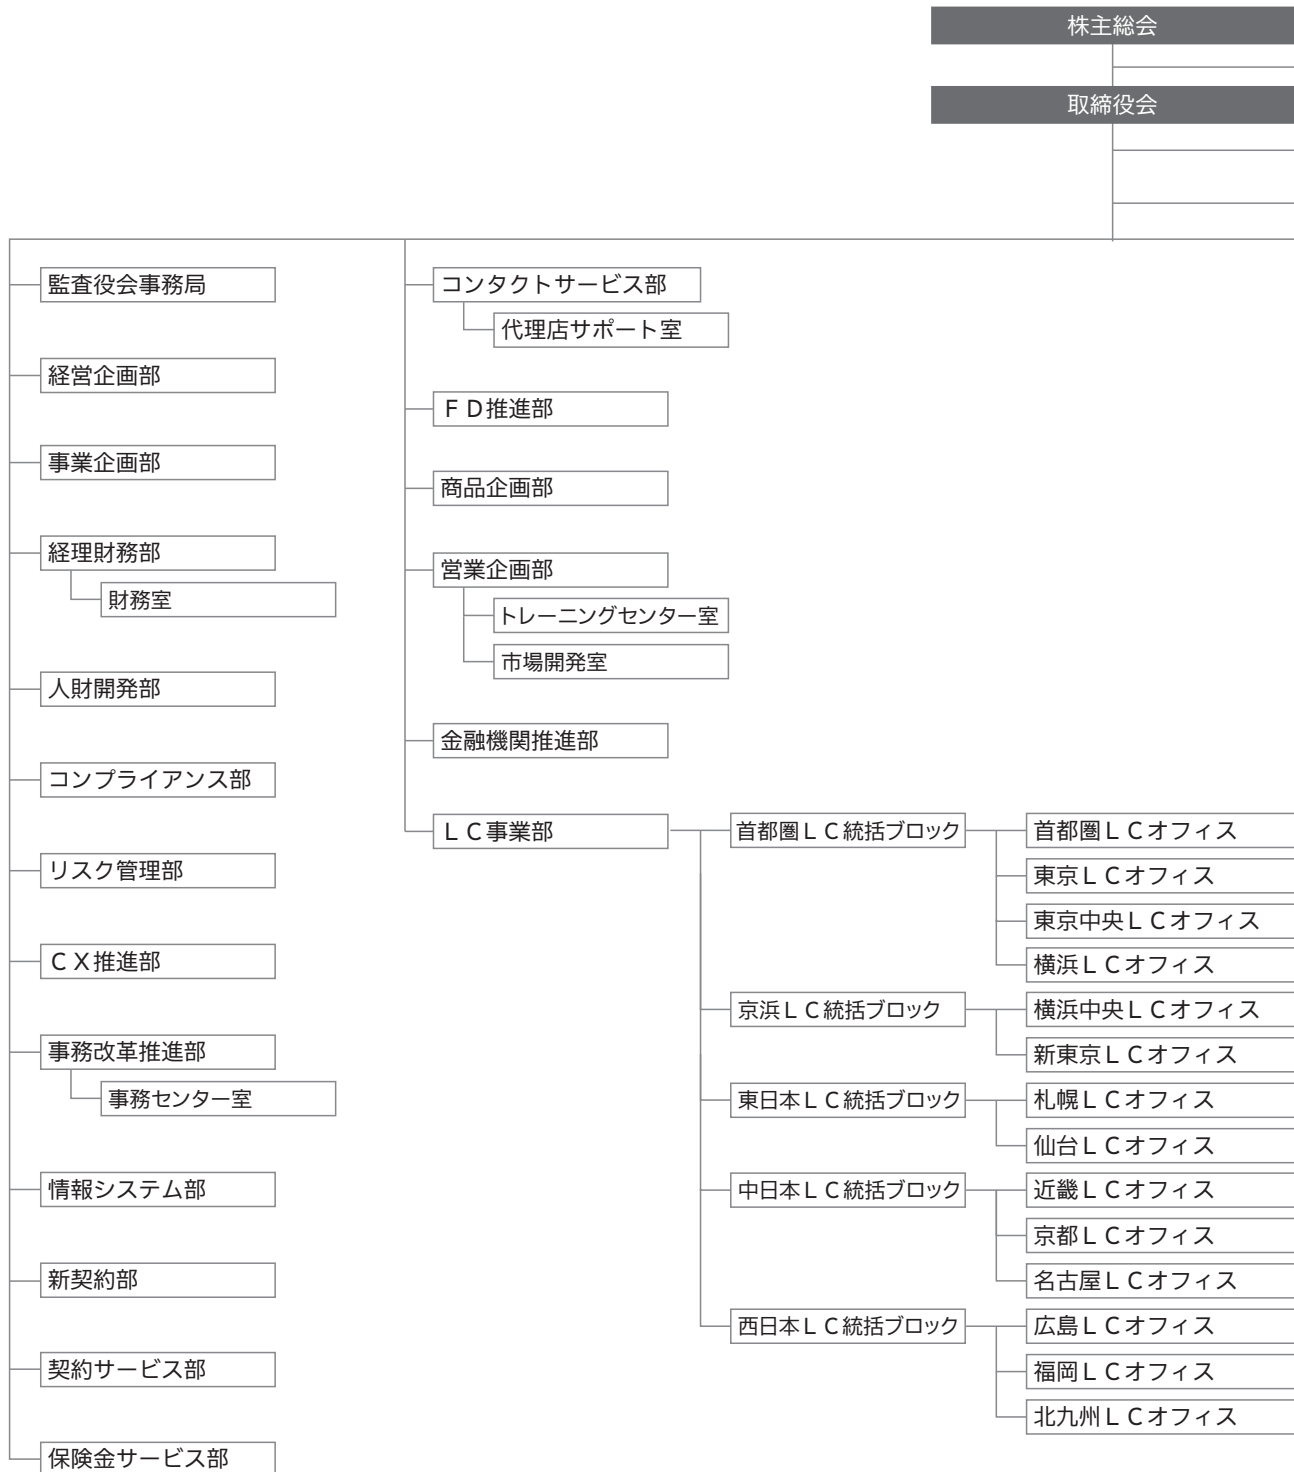 株主総会
取締役会
監査役会事務局
経営企画部
事業企画部
経理財務部
財務室
人財開発部
コンプライアンス部
リスク管理部
ＣＸ推進部
事務改革推進部
事務センター室
情報システム部
新契約部
契約サービス部
保険金サービス部
コンタクトサービス部
代理店サポート室
ＦＤ推進部
商品企画部
営業企画部
トレーニングセンター室
市場開発室
金融機関推進部
ＬＣ事業部
首都圏ＬＣ統括ブロック
首都圏ＬＣオフィス
東京ＬＣオフィス
東京中央ＬＣオフィス
横浜ＬＣオフィス
京浜ＬＣ統括ブロック
横浜中央ＬＣオフィス
新東京ＬＣオフィス
東日本ＬＣ統括ブロック
札幌ＬＣオフィス
仙台ＬＣオフィス
中日本ＬＣ統括ブロック
近畿ＬＣオフィス
京都ＬＣオフィス
名古屋ＬＣオフィス
西日本ＬＣ統括ブロック
広島ＬＣオフィス
福岡ＬＣオフィス
北九州ＬＣオフィス